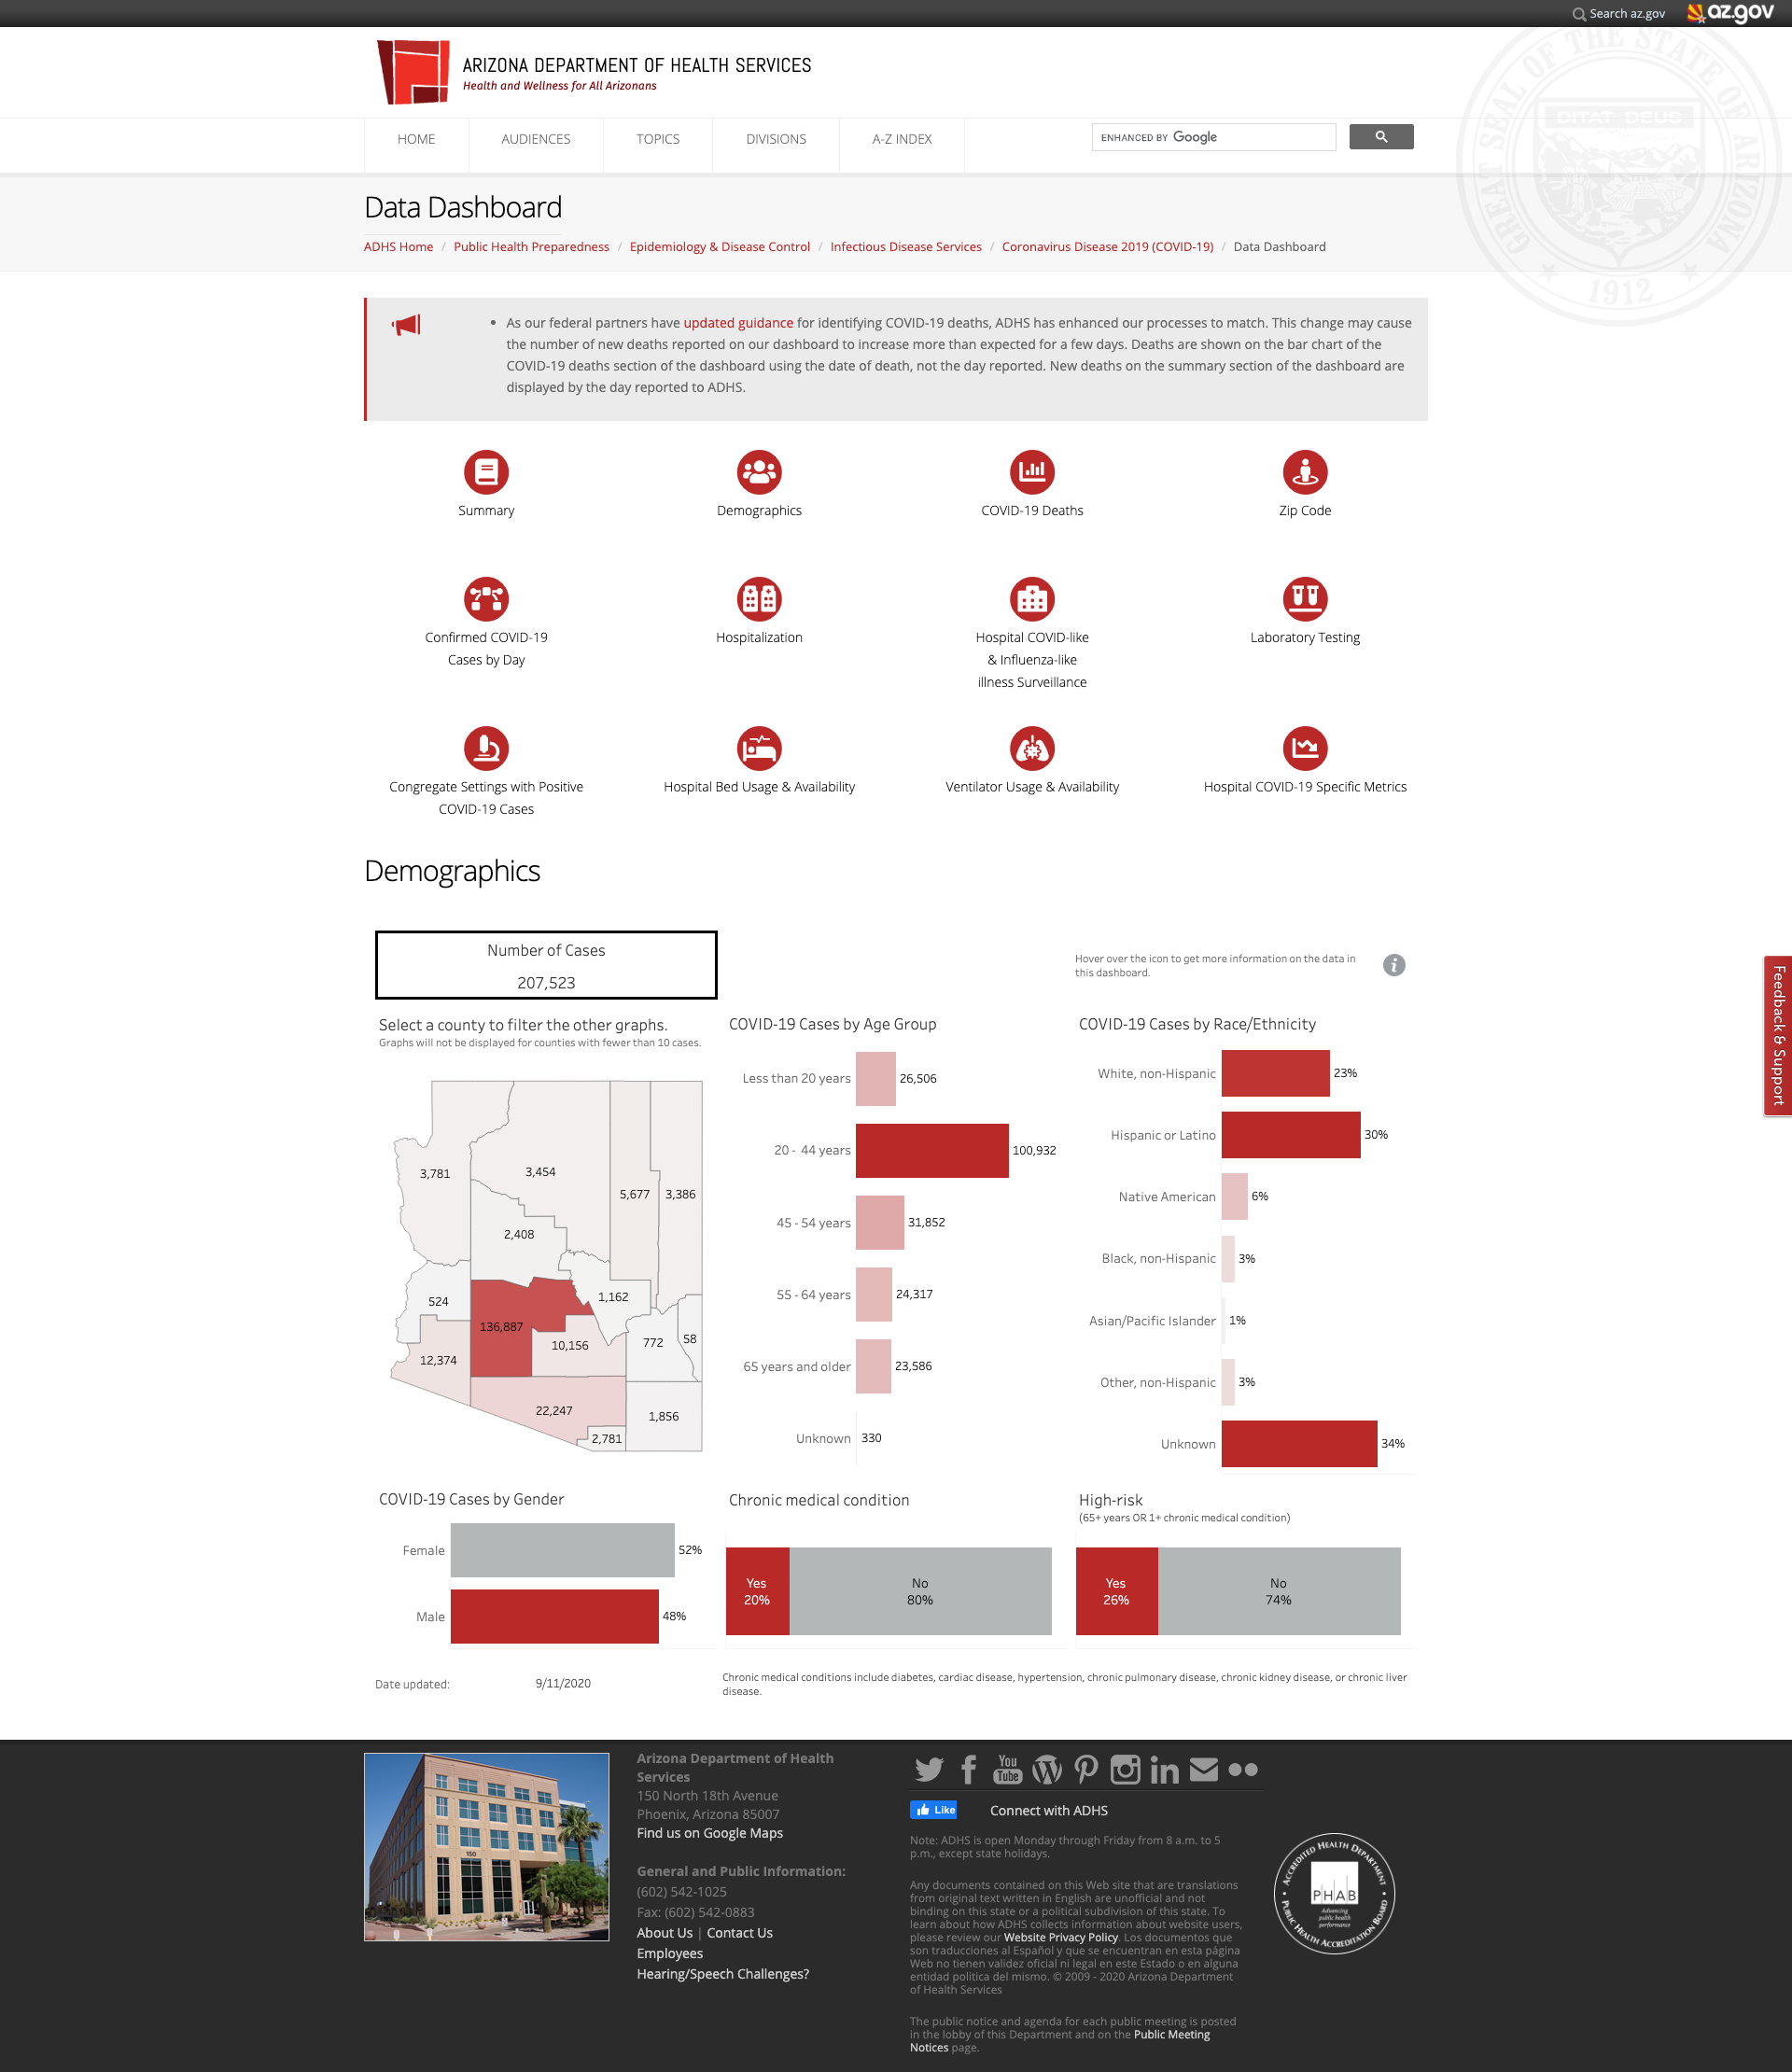 Search az.gov
az.gov
ARIZONA DEPARTMENT OF HEALTH SERVICES
Health and Wellness for All Arizonans
GREAT SEAL OF THE STATE OF ARIZONA
DITAT DEUS
1912
HOME
AUDIENCES
TOPICS
DIVISIONS
A-Z INDEX
ENHANCED BY Google
Data Dashboard
ADHS Home / Public Health Preparedness / Epidemiology & Disease Control / Infectious Disease Services / Coronavirus Disease 2019 (COVID-19) / Data Dashboard
• As our federal partners have updated guidance for identifying COVID-19 deaths, ADHS has enhanced our processes to match. This change may cause
the number of new deaths reported on our dashboard to increase more than expected for a few days. Deaths are shown on the bar chart of the
COVID-19 deaths section of the dashboard using the date of death, not the day reported. New deaths on the summary section of the dashboard are
displayed by the day reported to ADHS.
Summary
Demographics
COVID-19 Deaths
Zip Code
Confirmed COVID-19
Cases by Day
Hospitalization
Hospital COVID-like
& Influenza-like
illness Surveillance
Laboratory Testing
Congregate Settings with Positive
COVID-19 Cases
Hospital Bed Usage & Availability
Ventilator Usage & Availability
Hospital COVID-19 Specific Metrics
Demographics
Number of Cases
207,523
Hover over the icon to get more information on the data in
this dashboard.
Feedback & Support
Select a county to filter the other graphs.
Graphs will not be displayed for counties with fewer than 10 cases.
3,781
3,454
5,677
3,386
2,408
524
1,162
136,887
10,156
772
58
12,374
22,247
1,856
2,781
COVID-19 Cases by Age Group
Less than 20 years 26,506
20 - 44 years 100,932
45 - 54 years 31,852
55 - 64 years 24,317
65 years and older 23,586
Unknown 330
COVID-19 Cases by Race/Ethnicity
White, non-Hispanic 23%
Hispanic or Latino 30%
Native American 6%
Black, non-Hispanic 3%
Asian/Pacific Islander 1%
Other, non-Hispanic 3%
Unknown 34%
COVID-19 Cases by Gender
Female 52%
Male 48%
Chronic medical condition
Yes
20%
No
80%
High-risk
(65+ years OR 1+ chronic medical condition)
Yes
26%
No
74%
Date updated: 9/11/2020
Chronic medical conditions include diabetes, cardiac disease, hypertension, chronic pulmonary disease, chronic kidney disease, or chronic liver
disease.
150
Arizona Department of Health
Services
150 North 18th Avenue
Phoenix, Arizona 85007
Find us on Google Maps
General and Public Information:
(602) 542-1025
Fax: (602) 542-0883
About Us | Contact Us
Employees
Hearing/Speech Challenges?
You
Tube
Like
Connect with ADHS
Note: ADHS is open Monday through Friday from 8 a.m. to 5
p.m., except state holidays.
Any documents contained on this Web site that are translations
from original text written in English are unofficial and not
binding on this state or a political subdivision of this state. To
learn about how ADHS collects information about website users,
please review our Website Privacy Policy. Los documentos que
son traducciones al Español y que se encuentran en esta página
Web no tienen validez oficial ni legal en este Estado o en alguna
entidad politica del mismo. © 2009 - 2020 Arizona Department
of Health Services
The public notice and agenda for each public meeting is posted
in the lobby of this Department and on the Public Meeting
Notices page.
ACCREDITED HEALTH DEPARTMENT
PHAB
Advancing
public health
performance
PUBLIC HEALTH ACCREDITATION BOARD